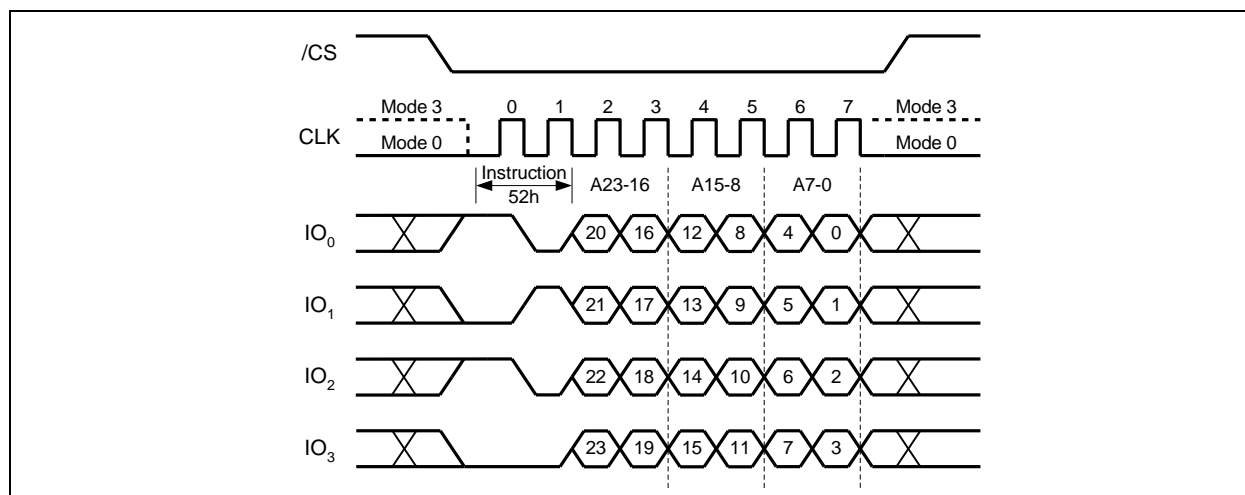 /CS
Mode 3 0 1 2 3 4 5 6 7 Mode 3
CLK Mode 0 Mode 0
Instruction A23-16 A15-8 A7-0
52h
IO0 20 16 12 8 4 0
IO1 21 17 13 9 5 1
IO2 22 18 14 10 6 2
IO3 23 19 15 11 7 3